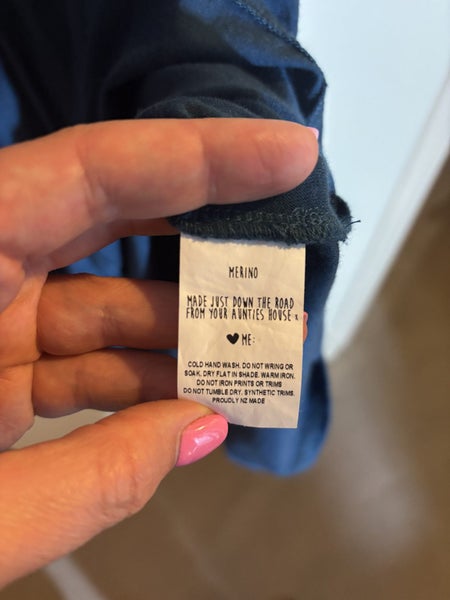 MERINO
MADE JUST DOWN THE ROAD
FROM YOUR AUNTIES HOUSE x
♥ ME:
COLD HAND WASH. DO NOT WRING OR
SOAK. DRY FLAT IN SHADE. WARM IRON.
DO NOT IRON PRINTS OR TRIMS
DO NOT TUMBLE DRY. SYNTHETIC TRIMS.
PROUDLY NZ MADE